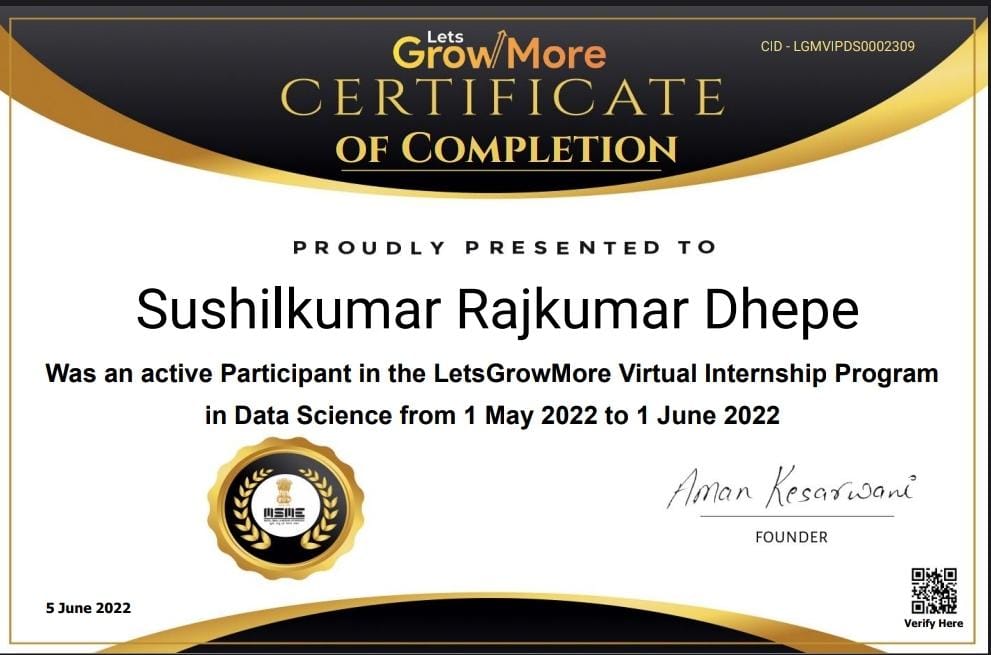 Lets
GrowMore
CID - LGMVIPDS0002309
CERTIFICATE
OF COMPLETION
PROUDLY PRESENTED TO
Sushilkumar Rajkumar Dhepe
Was an active Participant in the LetsGrowMore Virtual Internship Program
in Data Science from 1 May 2022 to 1 June 2022
MSME
Aman Kesarwani
FOUNDER
5 June 2022
Verify Here